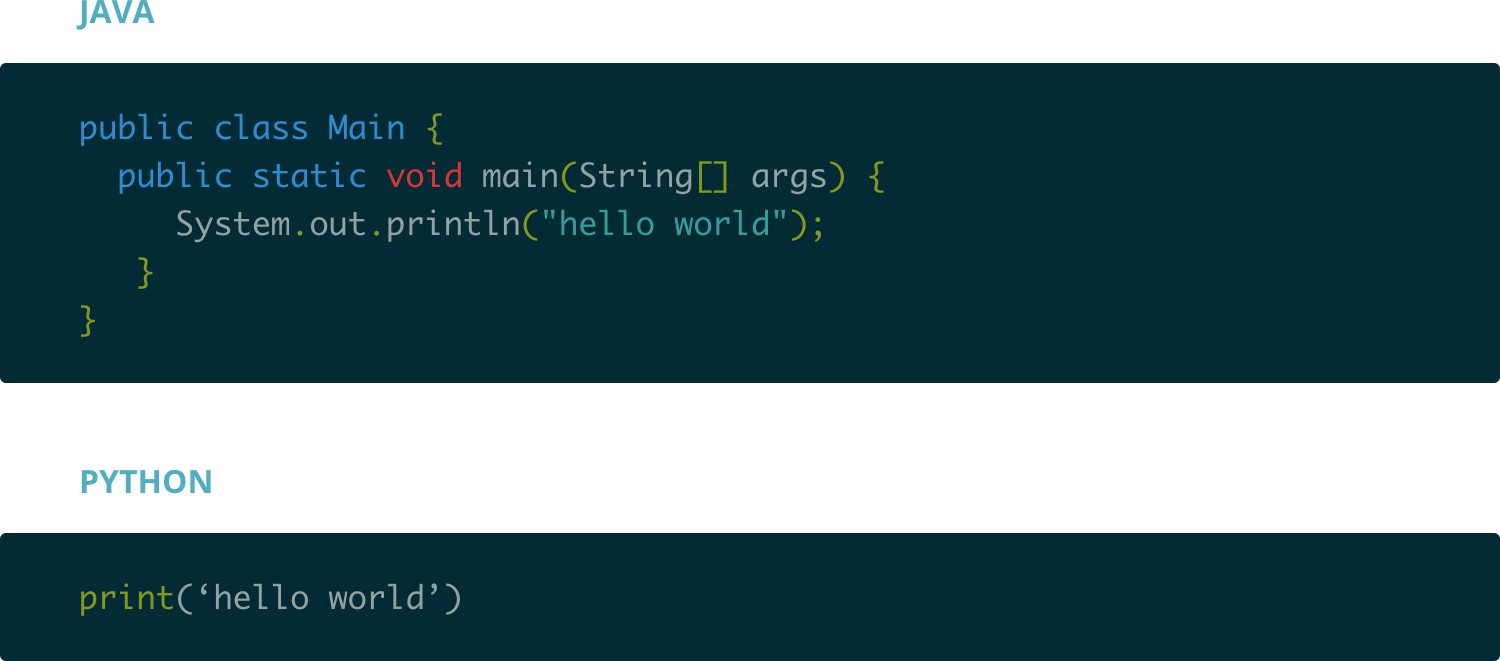 JAVA
public class Main {
  public static void main(String[] args) {
     System.out.println("hello world");
   }
}
PYTHON
print(‘hello world’)